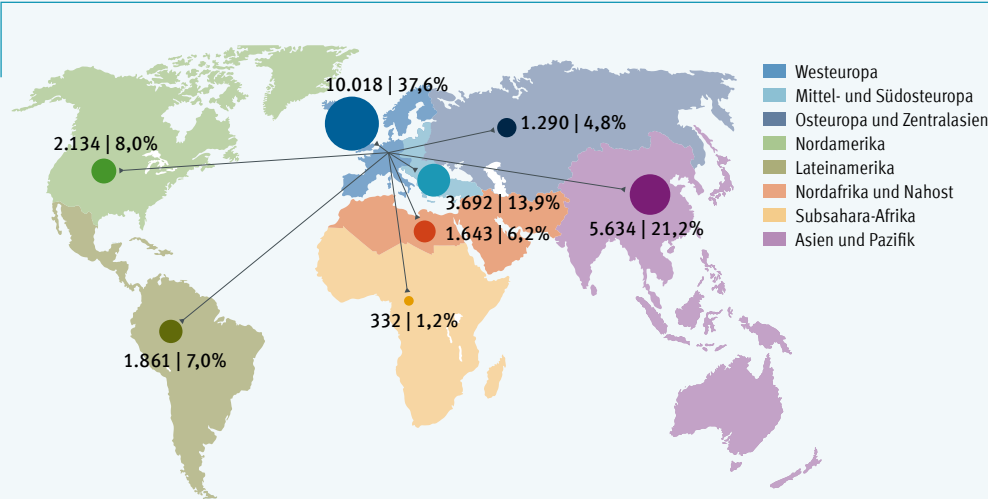 10.018 | 37,6%
2.134 | 8,0%
1.290 | 4,8%
3.692 | 13,9%
1.643 | 6,2%
5.634 | 21,2%
332 | 1,2%
1.861 | 7,0%
Westeuropa
Mittel- und Südosteuropa
Osteuropa und Zentralasien
Nordamerika
Lateinamerika
Nordafrika und Nahost
Subsahara-Afrika
Asien und Pazifik